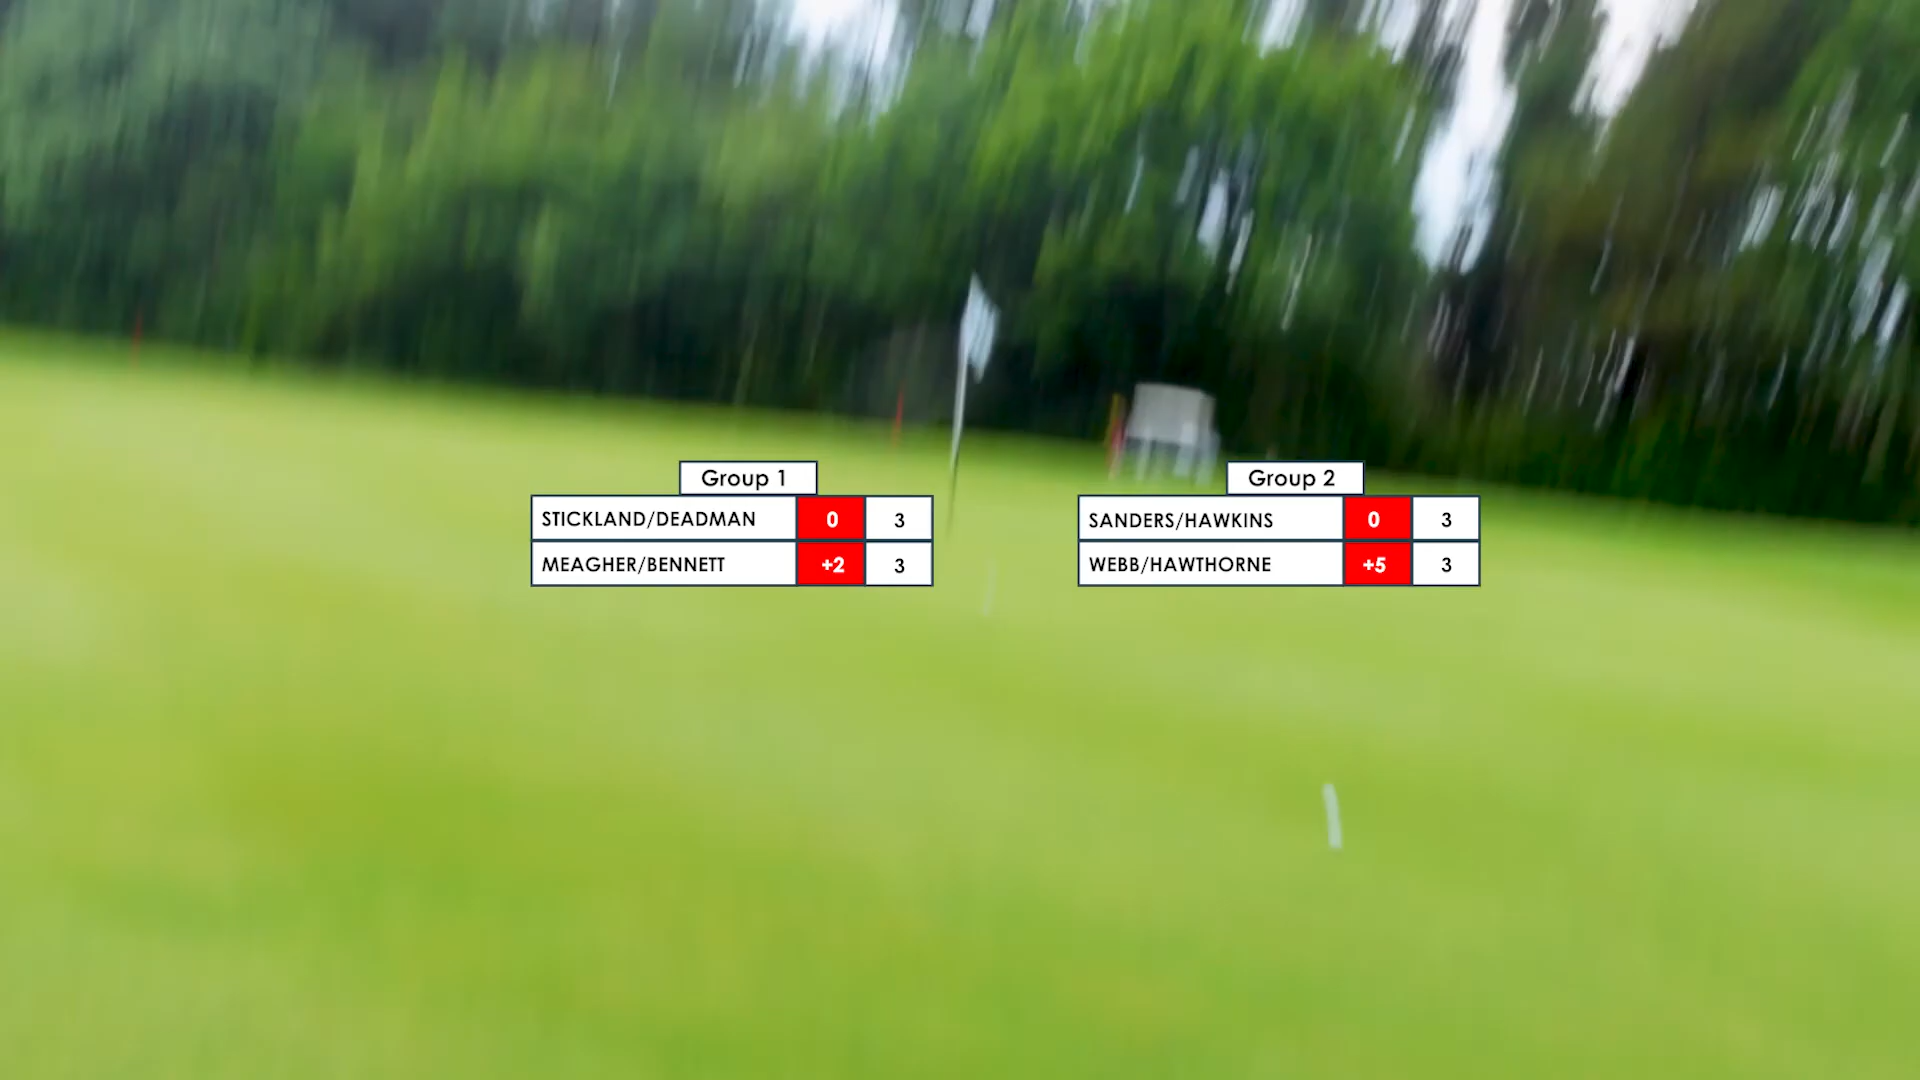 Group 1
STICKLAND/DEADMAN 0 3
MEAGHER/BENNETT +2 3
Group 2
SANDERS/HAWKINS 0 3
WEBB/HAWTHORNE +5 3